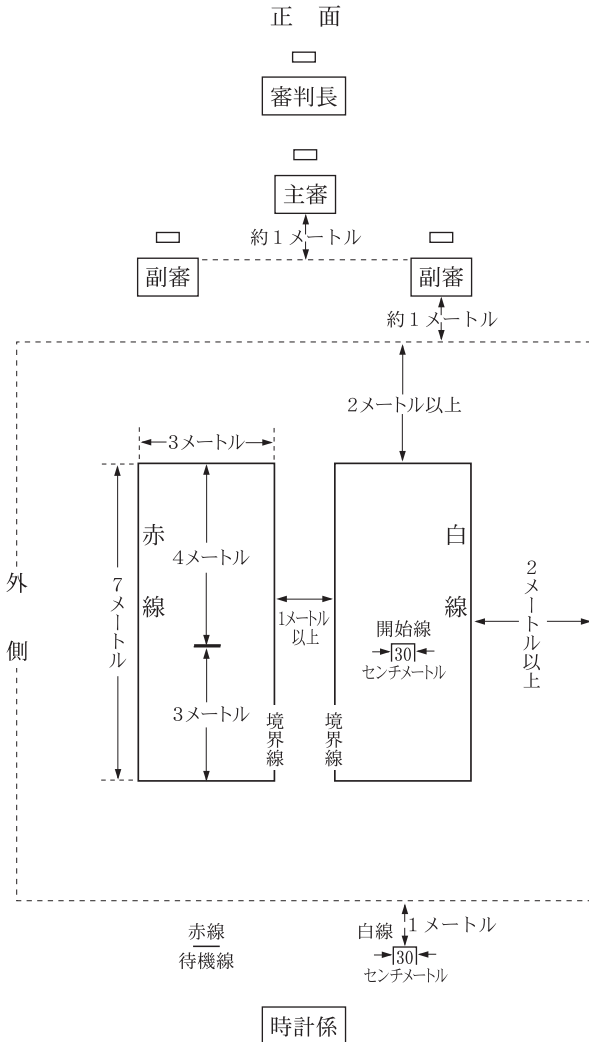 正 面
審判長
主審
約1メートル
副審
副審
約1メートル
2メートル以上
3メートル
赤線
白線
4メートル
7メートル
1メートル
以上
2メートル以上
外側
開始線
30
センチメートル
3メートル
境界線
境界線
赤線
待機線
白線
1メートル
30
センチメートル
時計係